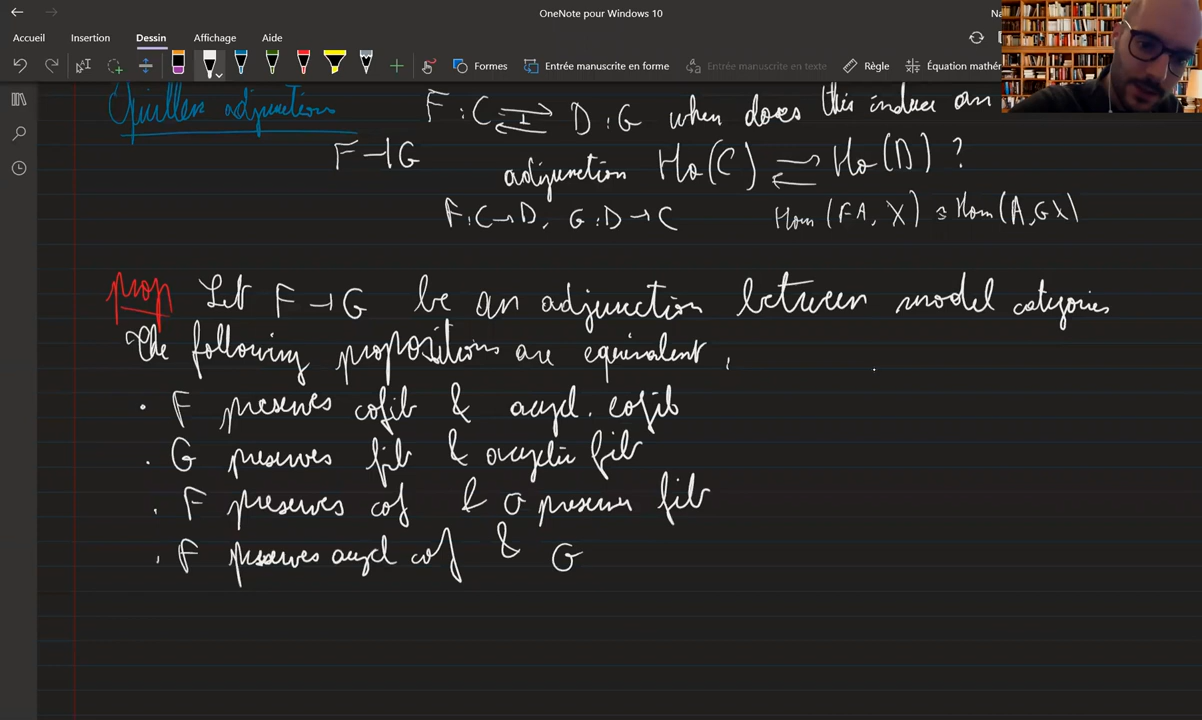 OneNote pour Windows 10
Accueil Insertion Dessin Affichage Aide
Formes Entrée manuscrite en forme Entrée manuscrite en texte Règle Équation mathé
Quillen adjunctions F : C ⇄ D : G when does this induce an
F ⊣ G adjunction Ho(C) ⇄ Ho(D) ?
F : C → D, G : D → C Hom (FA, X) ≅ Hom (A, GX)
prop Let F ⊣ G be an adjunction between model categories
The following propositions are equivalent,
· F preserves cofib & acycl. cofib
· G preserves fib & acyclic fib
· F preserves cof & G preserves fib
· F preserves acycl cof & G